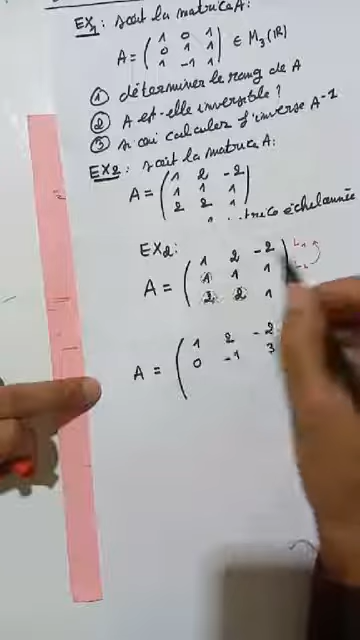 EX1: soit la matrice A:
A = ( 1 0 1
0 1 1
1 -1 1 ) ∈ M3(IR)
① déterminer le rang de A
② A est-elle inversible?
③ si oui calculer l'inverse A-1
EX2: soit la matrice A:
A = ( 1 2 -2
1 1 1
2 2 1 )
échelonnée
EX2:
A = ( 1 2 -2
1 1 1
2 2 1
A = ( 1 2 -2
0 -1 3